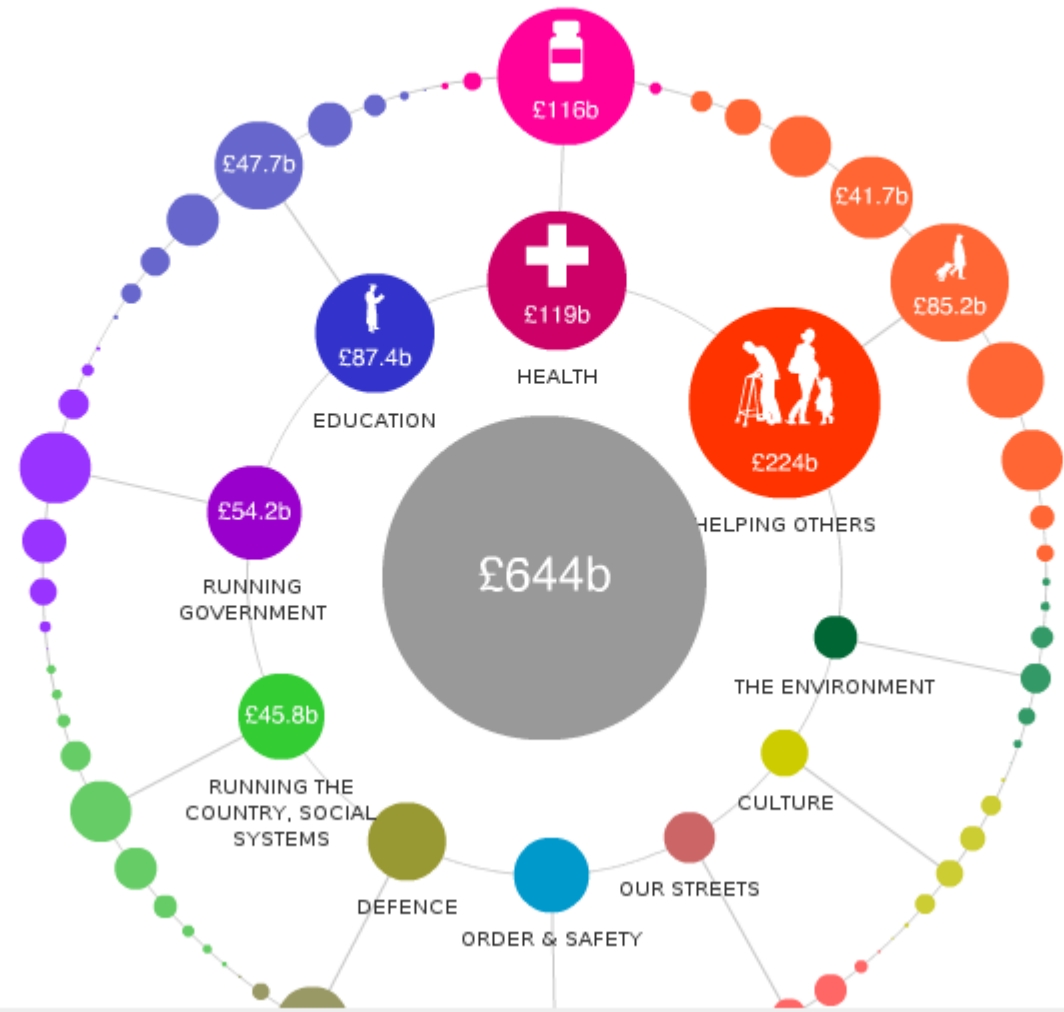 £116b
£47.7b
£41.7b
£85.2b
£119b
HEALTH
£87.4b
EDUCATION
£224b
HELPING OTHERS
£54.2b
RUNNING
GOVERNMENT
£644b
£45.8b
RUNNING THE
COUNTRY, SOCIAL
SYSTEMS
THE ENVIRONMENT
CULTURE
OUR STREETS
DEFENCE
ORDER & SAFETY